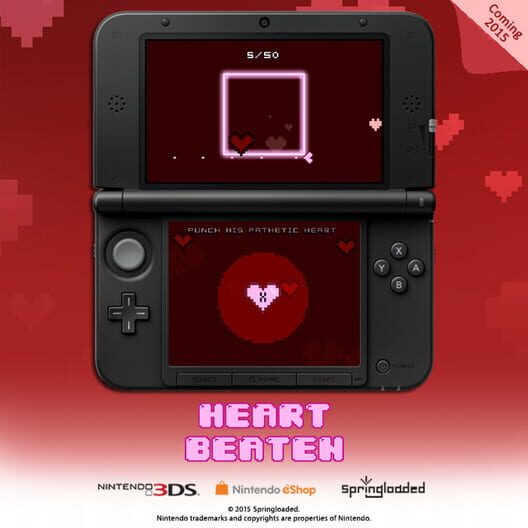 Coming
2015
5/50
PUNCH HIS PATHETIC HEART
X
X
Y
A
B
POWER
SELECT
HOME
START
HEART
BEATEN
NINTENDO 3DS
Nintendo eShop
Springloaded
© 2015 Springloaded.
Nintendo trademarks and copyrights are properties of Nintendo.